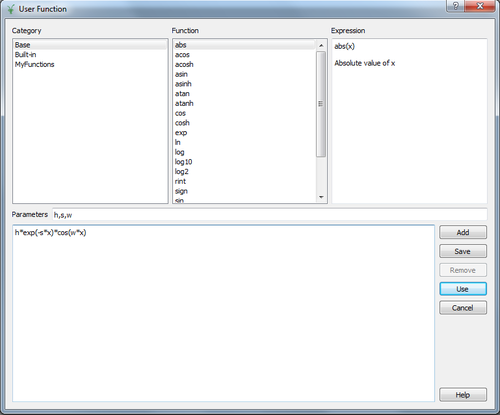 User Function
Category
Function
Expression
Base
Built-in
MyFunctions
abs
acos
acosh
asin
asinh
atan
atanh
cos
cosh
exp
ln
log
log10
log2
rint
sign
sin
abs(x)
Absolute value of x
Parameters h,s,w
h*exp(-s*x)*cos(w*x)
Add
Save
Remove
Use
Cancel
Help